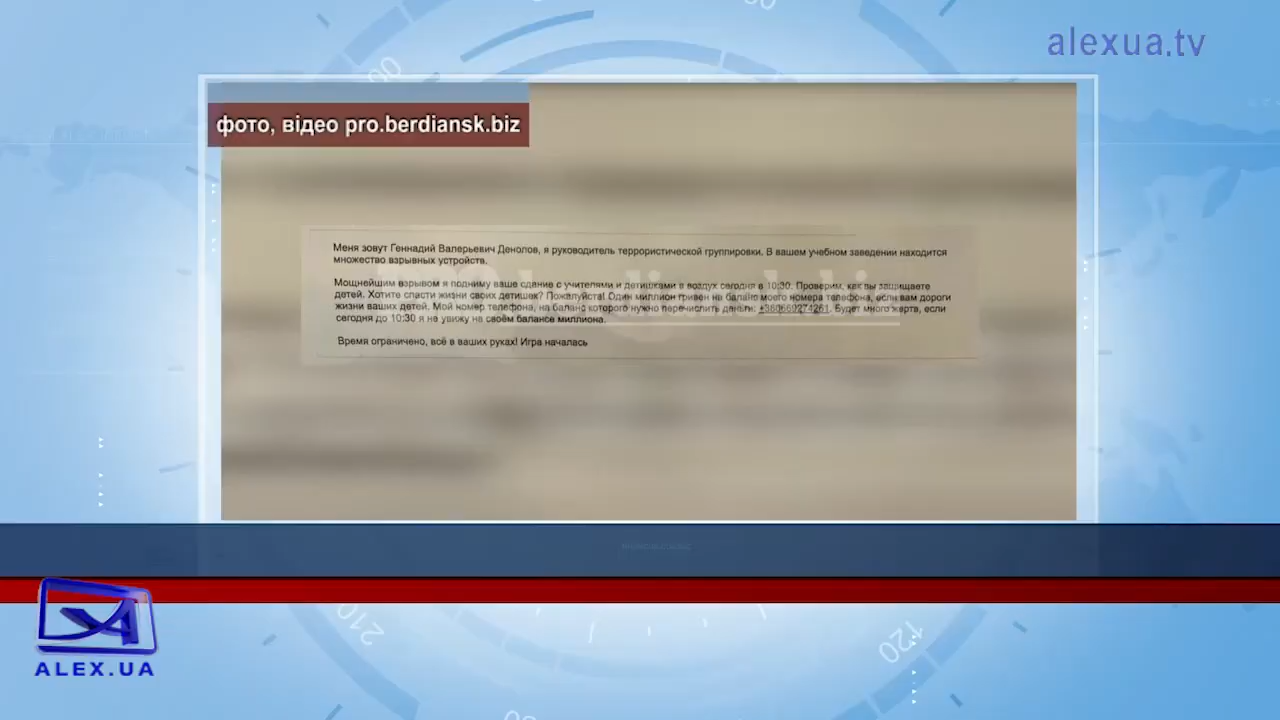 alexua.tv
фото, відео pro.berdiansk.biz
Меня зовут Геннадий Валерьевич Денолов, я руководитель террористической группировки. В вашем учебном заведении находится
множество взрывных устройств.
Мощнейшим взрывом я подниму ваше сдание с учителями и детишками в воздух сегодня в 10:30. Проверим, как вы защищаете
детей. Хотите спасти жизни своих детишек? Пожалуйста! Один миллион гривен на баланс моего номера телефона, если вам дороги
жизни ваших детей. Мой номер телефона, на баланс которого нужно перечислить деньги: +380669274261. Будет много жертв, если
сегодня до 10:30 я не увижу на своём балансе миллиона.
Время ограничено, всё в ваших руках! Игра началась
ALEX.UA
210
120